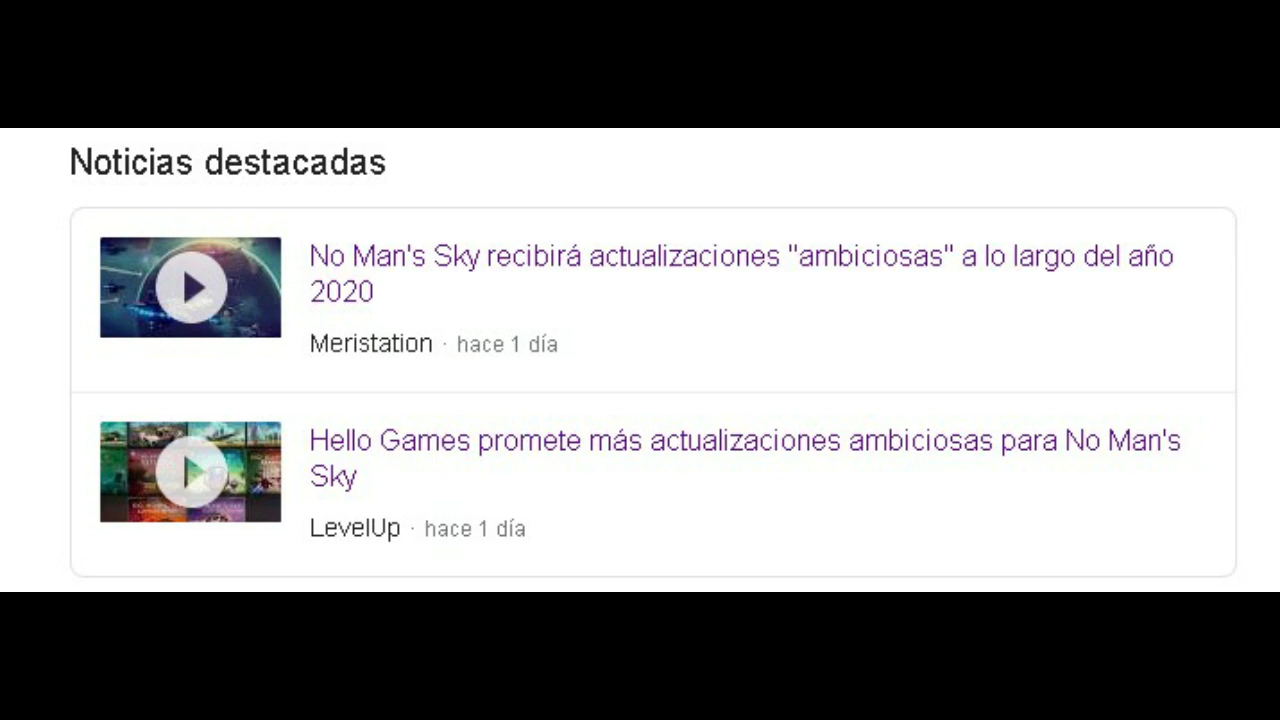 Noticias destacadas
No Man's Sky recibirá actualizaciones "ambiciosas" a lo largo del año
2020
Meristation · hace 1 día
Hello Games promete más actualizaciones ambiciosas para No Man's
Sky
LevelUp · hace 1 día